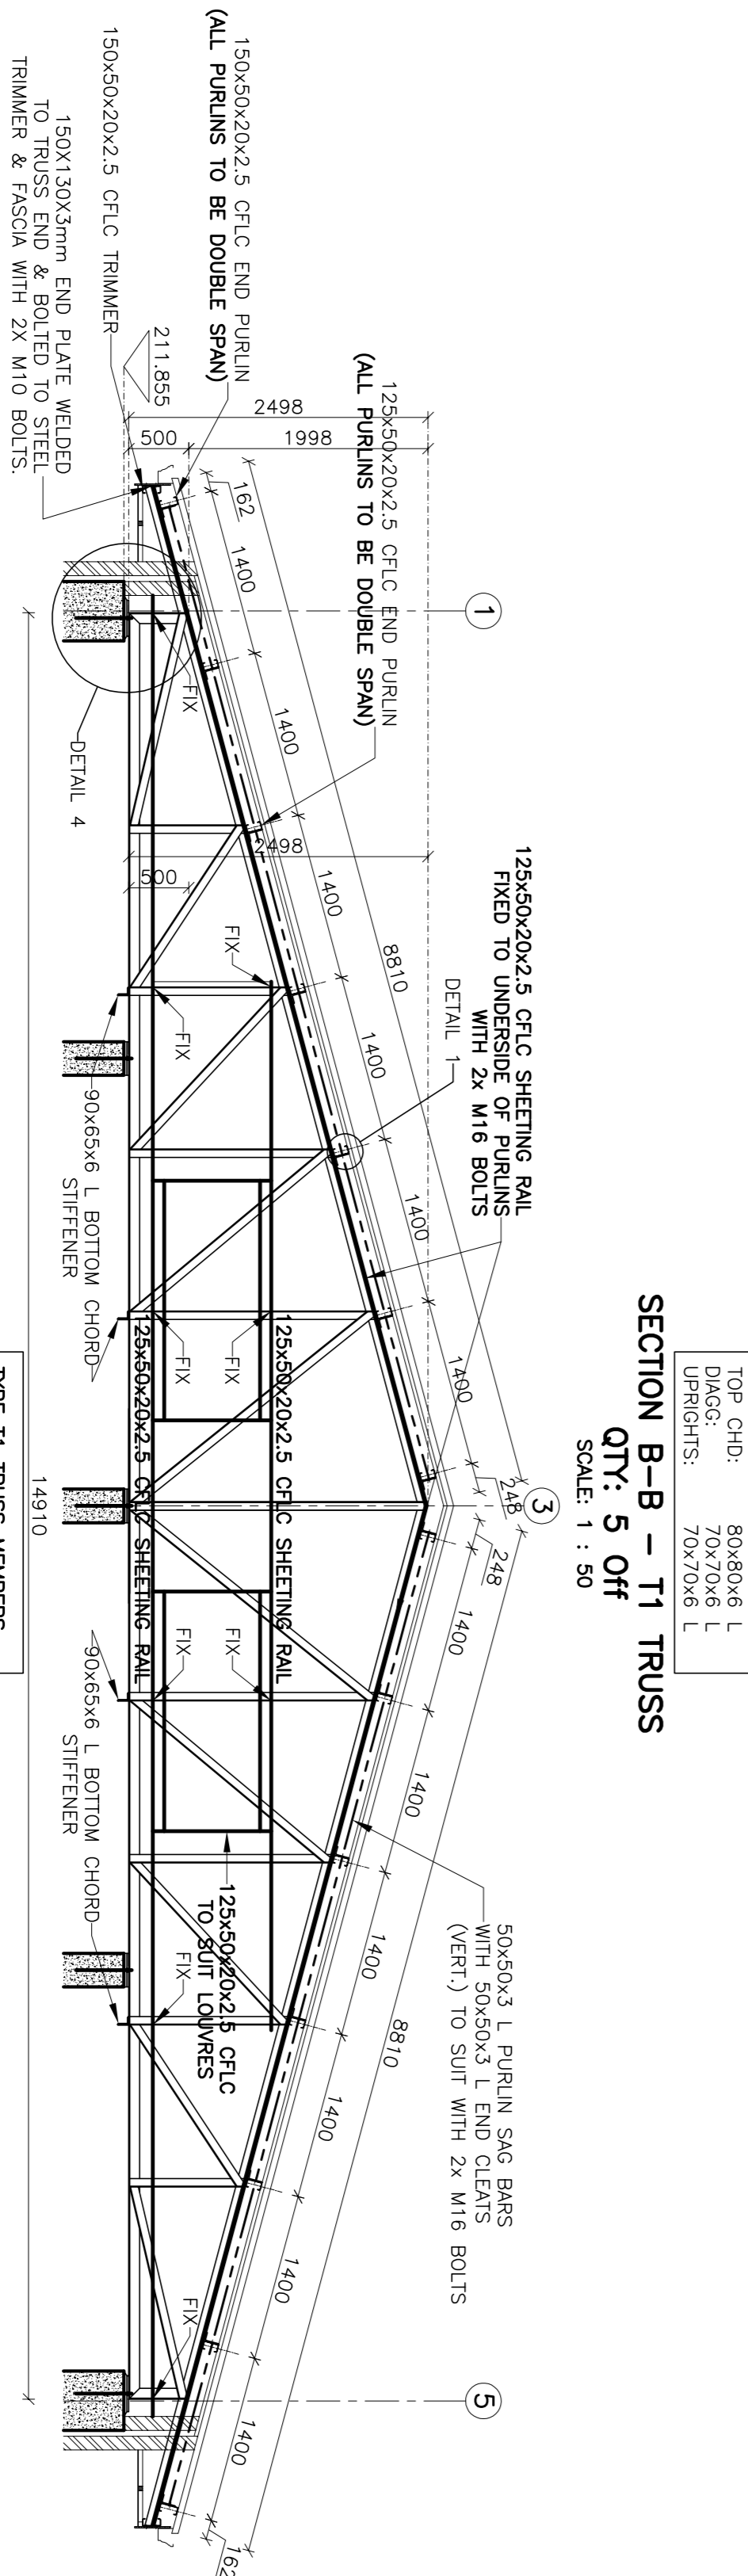 TOP CHD: 80x80x6 L
DIAGG: 70x70x6 L
UPRIGHTS: 70x70x6 L
SECTION B-B - T1 TRUSS
QTY: 5 Off
SCALE: 1 : 50
1
3
5
125x50x20x2.5 CFLC SHEETING RAIL
FIXED TO UNDERSIDE OF PURLINS
WITH 2x M16 BOLTS
50x50x3 L PURLIN SAG BARS
WITH 50x50x3 L END CLEATS
(VERT.) TO SUIT WITH 2x M16 BOLTS
125x50x20x2.5 CFLC END PURLIN
(ALL PURLINS TO BE DOUBLE SPAN)
150x50x20x2.5 CFLC END PURLIN
(ALL PURLINS TO BE DOUBLE SPAN)
DETAIL 1
8810
8810
162
1400
1400
1400
1400
1400
1400
248
248
1400
1400
1400
1400
1400
1400
162
2498
500
1998
2498
500
211.855
150x50x20x2.5 CFLC TRIMMER
150X130X3mm END PLATE WELDED
TO TRUSS END & BOLTED TO STEEL
TRIMMER & FASCIA WITH 2X M10 BOLTS.
DETAIL 4
FIX
FIX
FIX
FIX
FIX
FIX
FIX
FIX
FIX
125x50x20x2.5 CFLC SHEETING RAIL
125x50x20x2.5 CFLC SHEETING RAIL
125x50x20x2.5 CFLC
TO SUIT LOUVRES
90x65x6 L BOTTOM CHORD
STIFFENER
90x65x6 L BOTTOM CHORD
STIFFENER
14910
TYPE T1 TRUSS MEMBERS